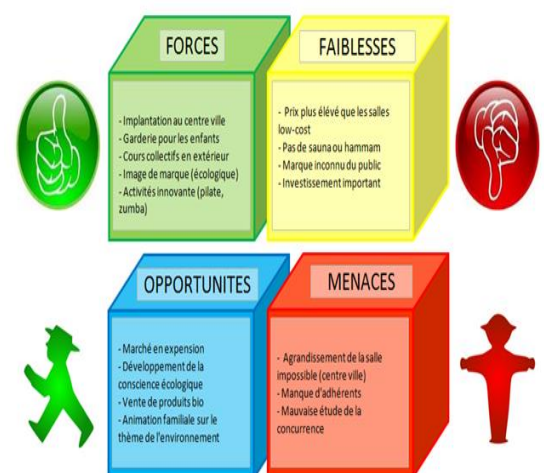 FORCES
- Implantation au centre ville
- Garderie pour les enfants
- Cours collectifs en extérieur
- Image de marque (écologique)
- Activités innovante (pilate,
zumba)
FAIBLESSES
- Prix plus élévé que les salles
low-cost
- Pas de sauna ou hammam
- Marque inconnu du public
- Investissement important
OPPORTUNITES
- Marché en expension
- Développement de la
conscience écologique
- Vente de produits bio
- Animation familiale sur le
thème de l'environnement
MENACES
- Agrandissement de la salle
impossible (centre ville)
- Manque d'adhérents
- Mauvaise étude de la
concurrence